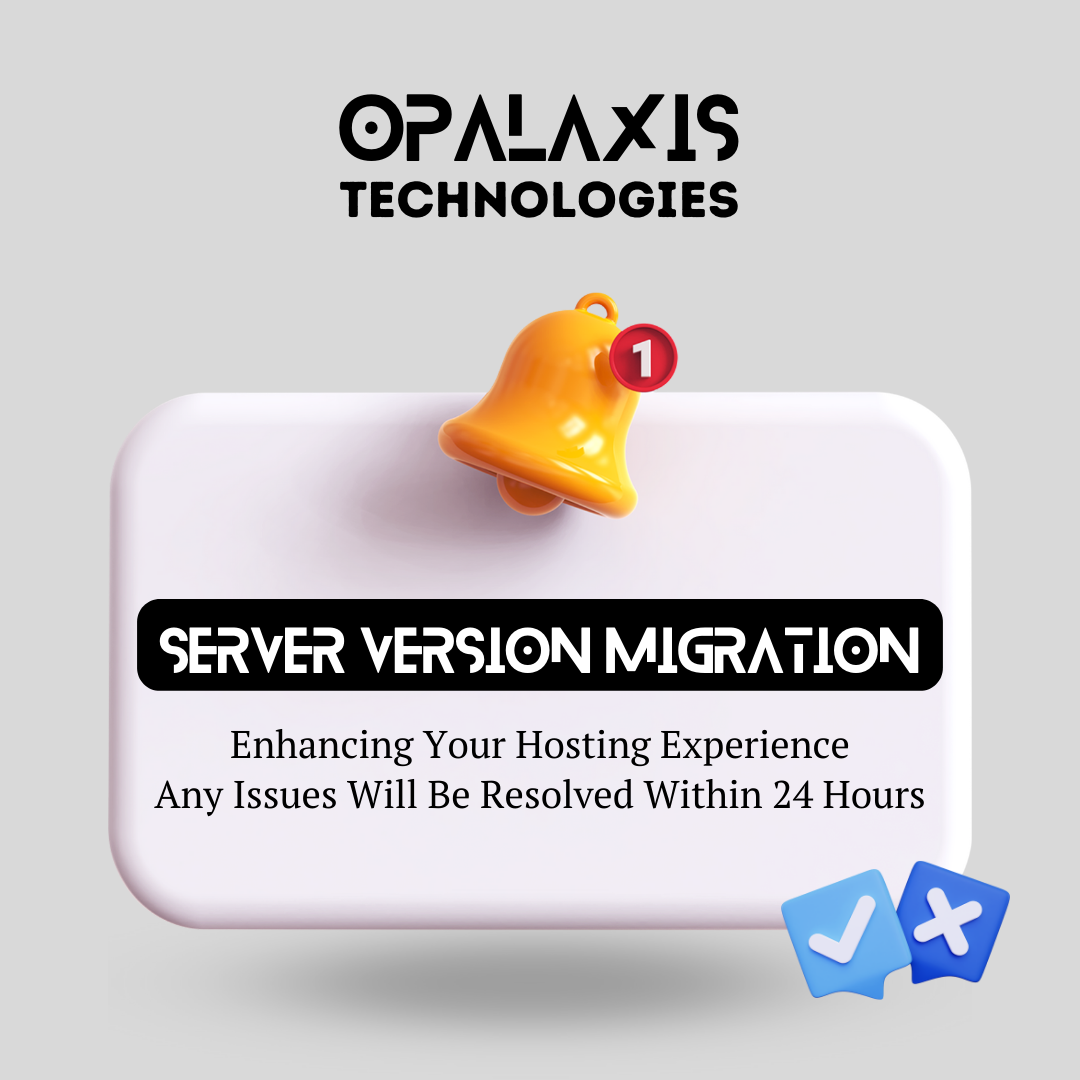 OPALAXIS
TECHNOLOGIES
1
SERVER VERSION MIGRATION
Enhancing Your Hosting Experience
Any Issues Will Be Resolved Within 24 Hours